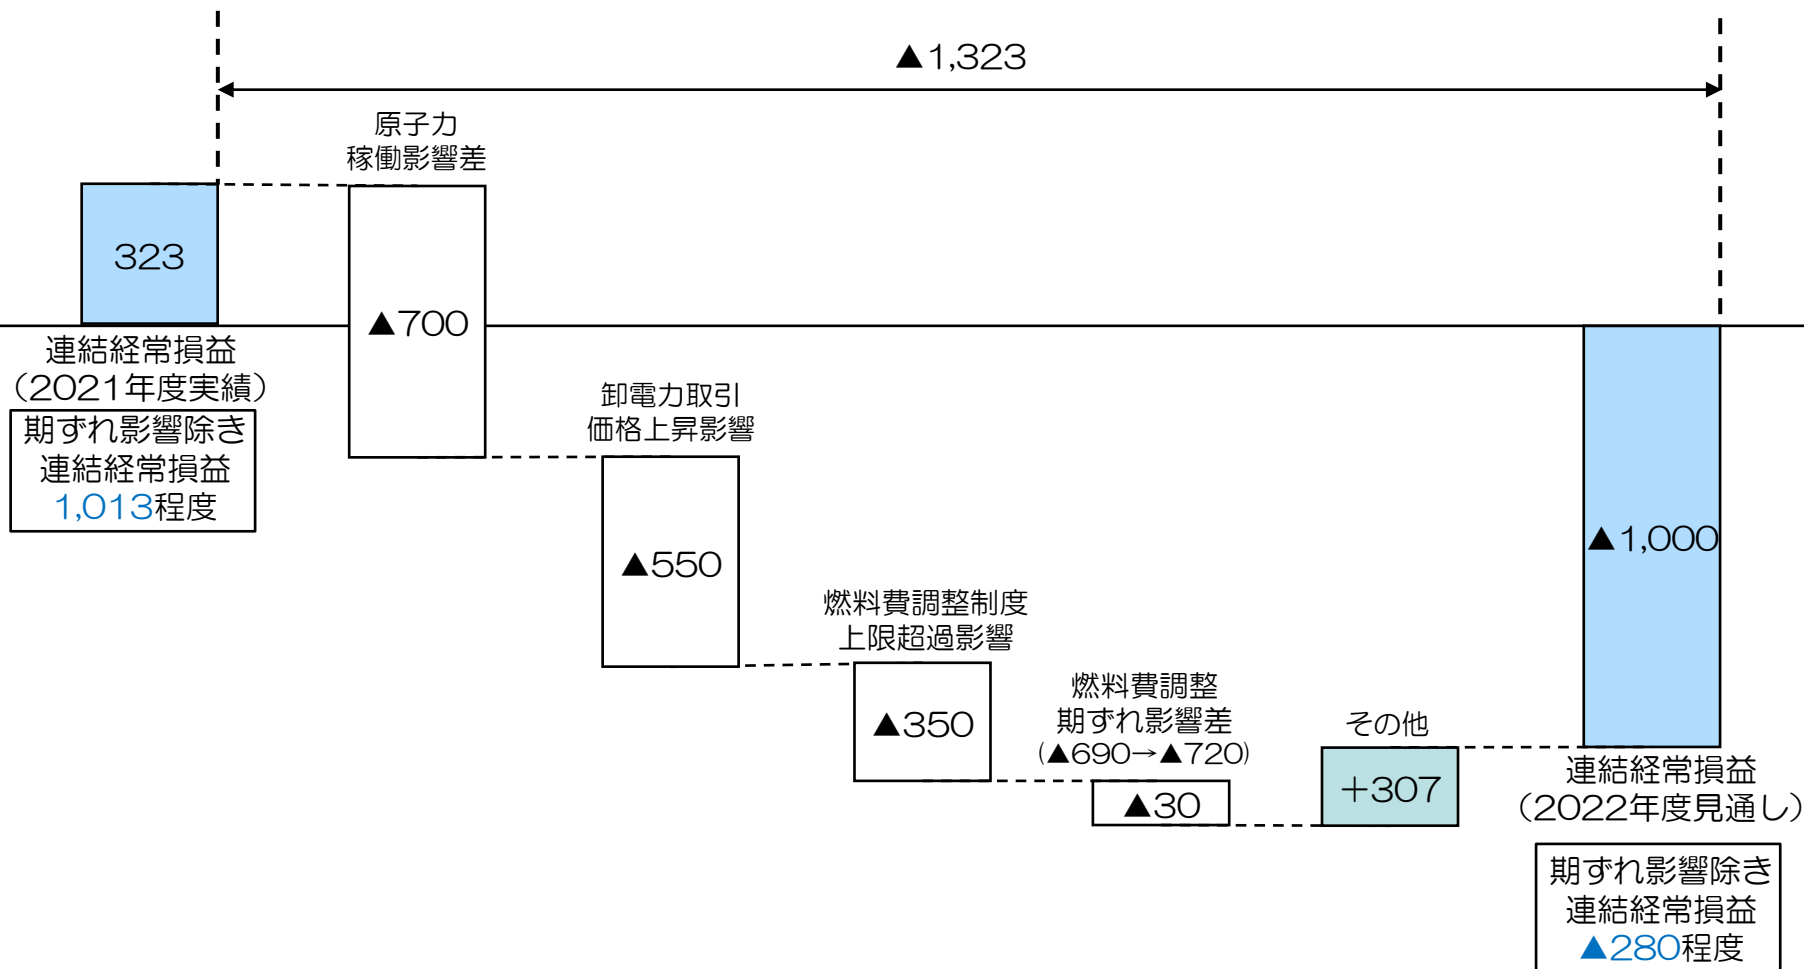 ▲1,323
原子力
稼働影響差
323
▲700
連結経常損益
（2021年度実績）
期ずれ影響除き
連結経常損益
1,013程度
卸電力取引
価格上昇影響
▲550
燃料費調整制度
上限超過影響
▲350
燃料費調整
期ずれ影響差
(▲690→▲720)
▲30
その他
＋307
▲1,000
連結経常損益
（2022年度見通し）
期ずれ影響除き
連結経常損益
▲280程度